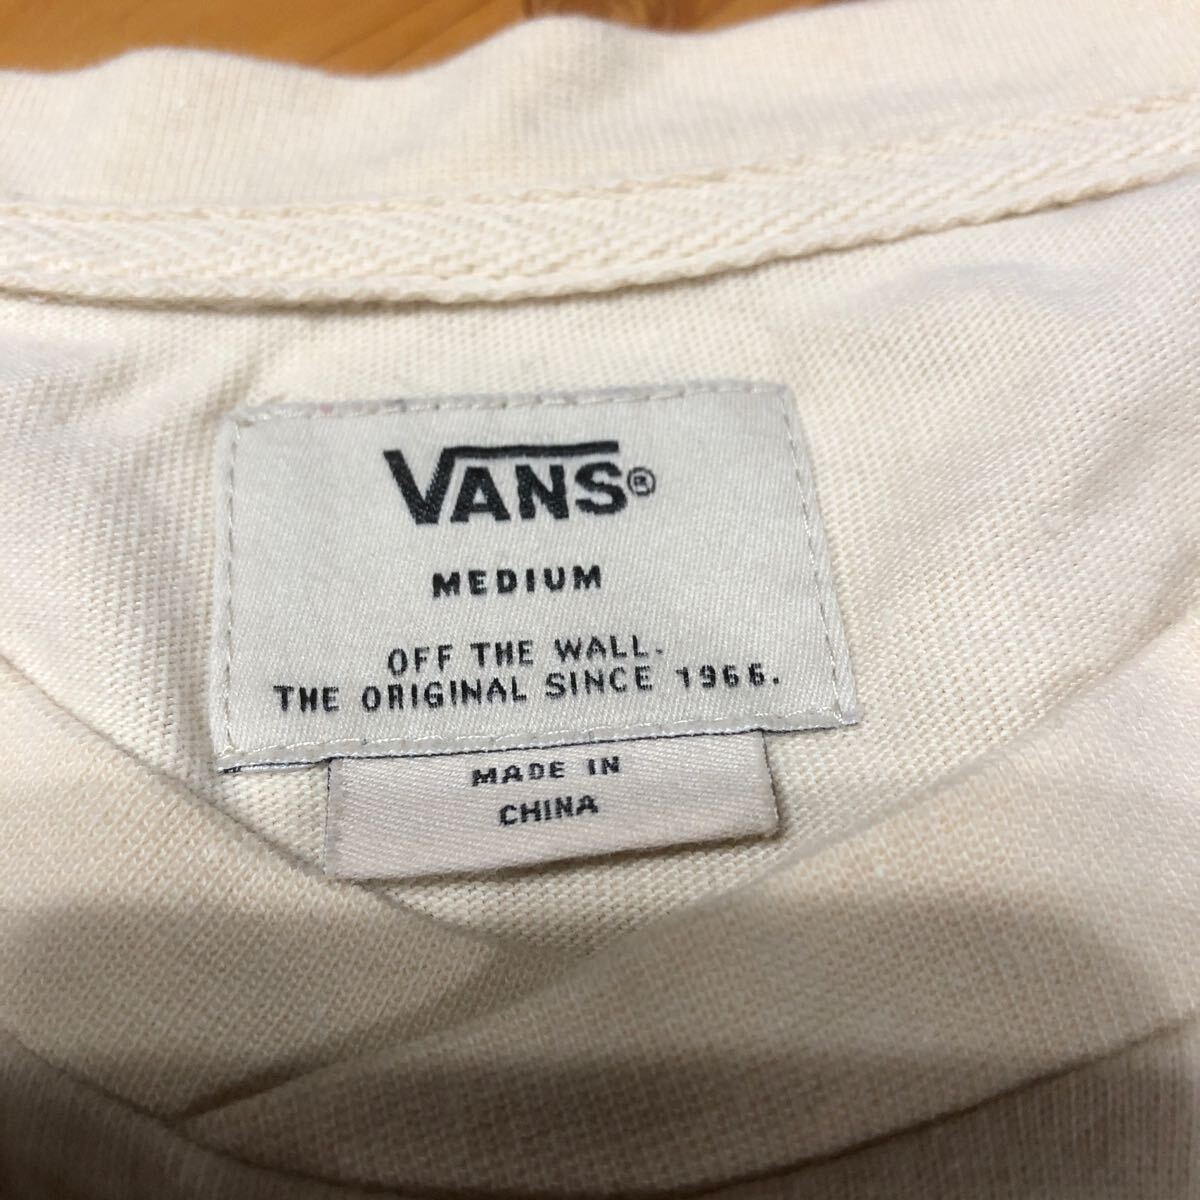 VANS®
MEDIUM
OFF THE WALL.
THE ORIGINAL SINCE 1966.
MADE IN
CHINA